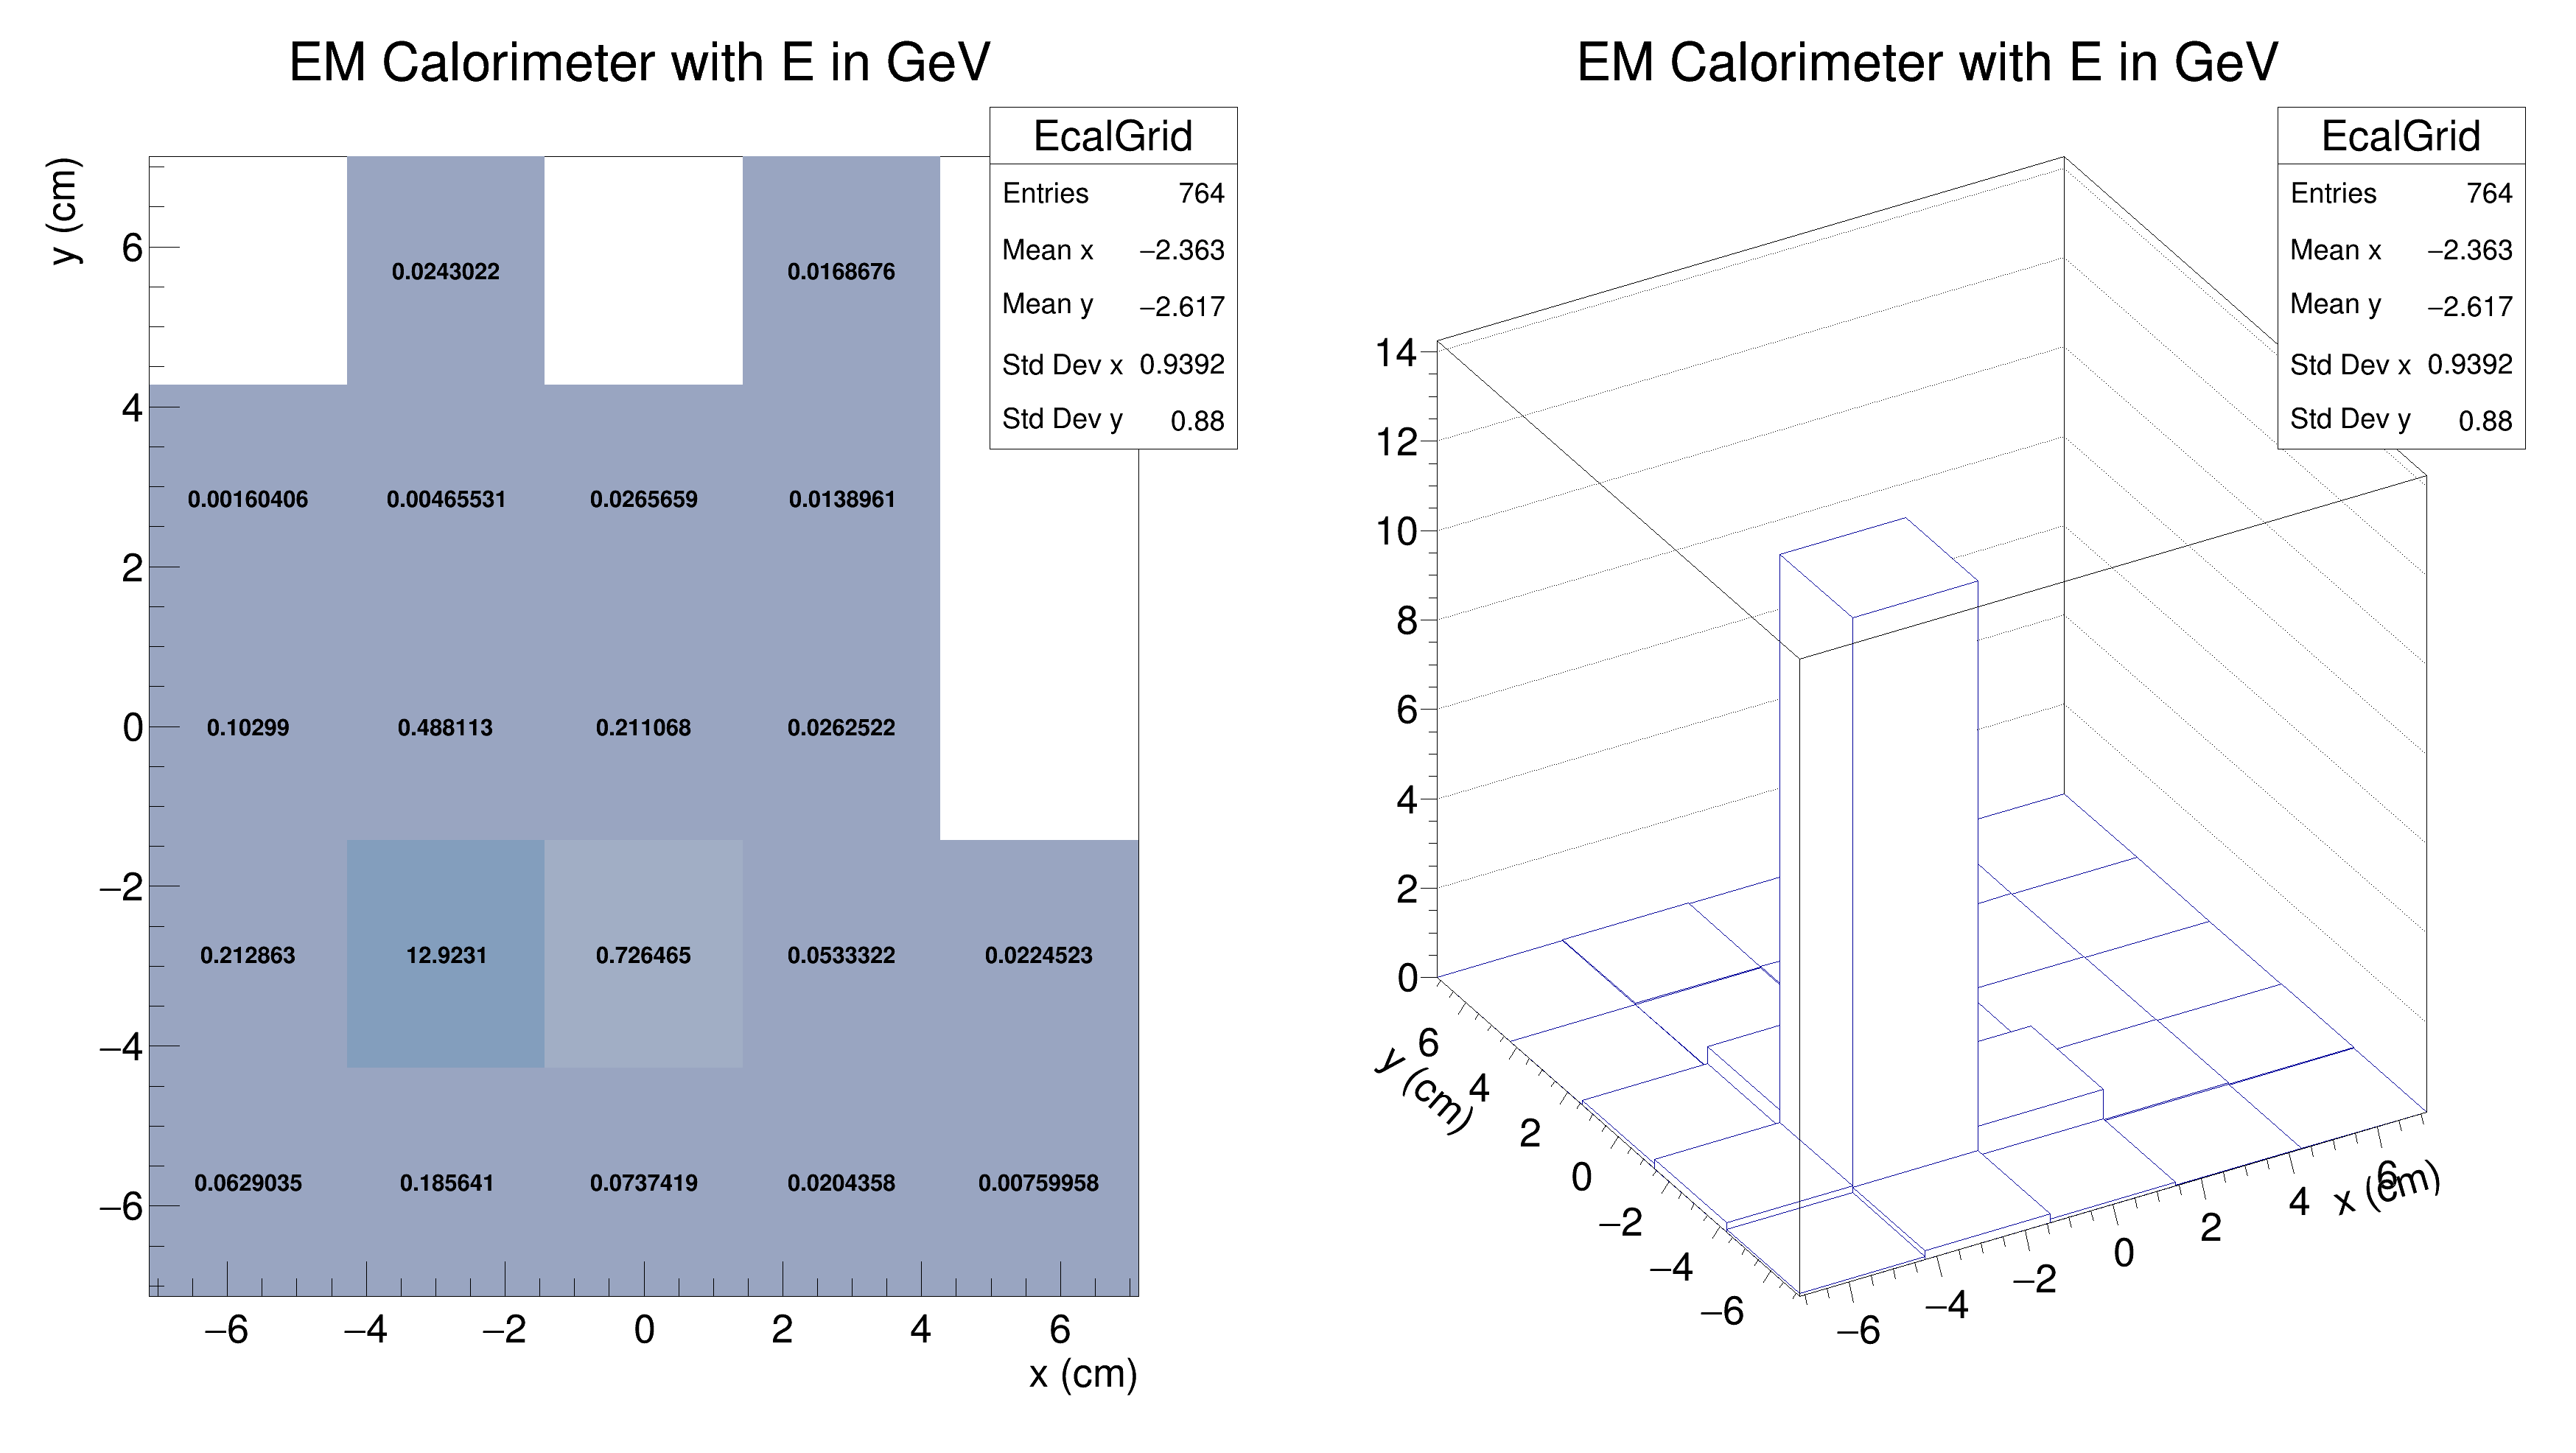 EM Calorimeter with E in GeV
EcalGrid
Entries 764
Mean x −2.363
Mean y −2.617
Std Dev x 0.9392
Std Dev y 0.88
y (cm)
6
4
2
0
−2
−4
−6
0.0243022 0.0168676
0.00160406 0.00465531 0.0265659 0.0138961
0.10299 0.488113 0.211068 0.0262522
0.212863 12.9231 0.726465 0.0533322 0.0224523
0.0629035 0.185641 0.0737419 0.0204358 0.00759958
−6 −4 −2 0 2 4 6
x (cm)
EM Calorimeter with E in GeV
EcalGrid
Entries 764
Mean x −2.363
Mean y −2.617
Std Dev x 0.9392
Std Dev y 0.88
14
12
10
8
6
4
2
0
y (cm)
6
4
2
0
−2
−4
−6
−6 −4 −2 0 2 4 6
x (cm)